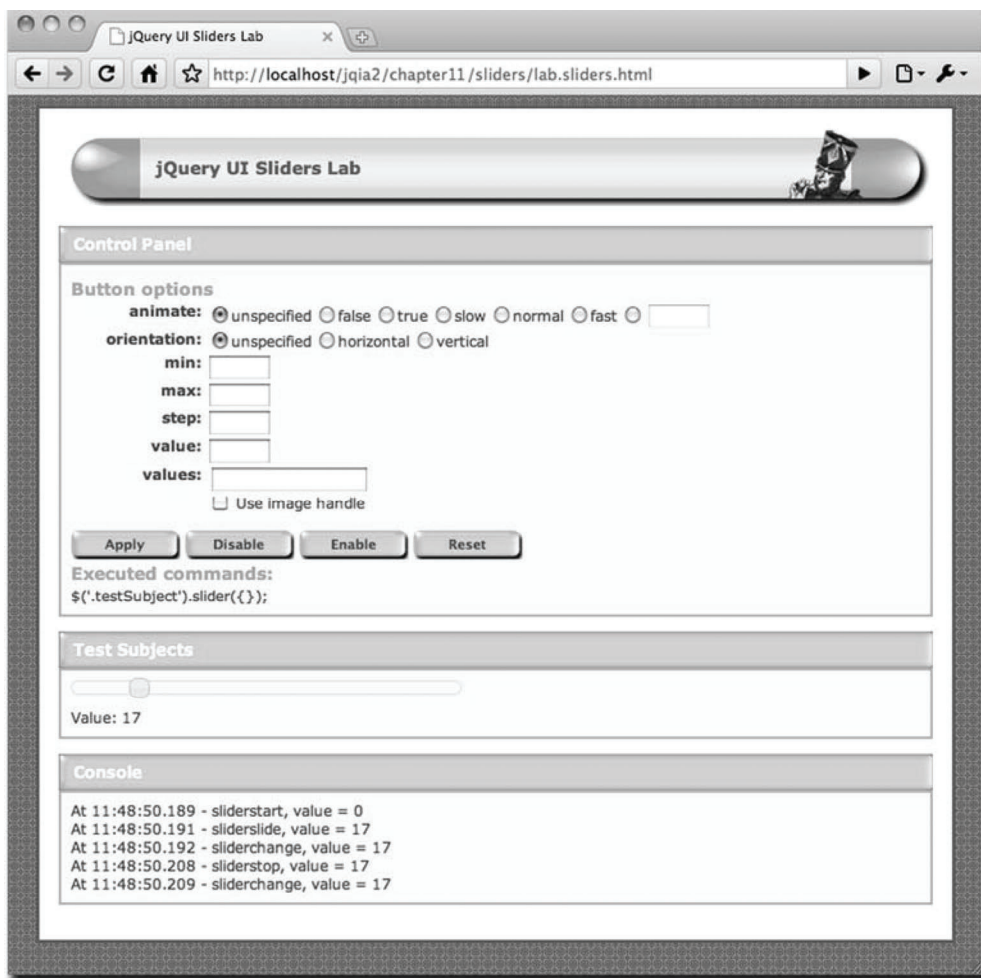 jQuery UI Sliders Lab
http://localhost/jqia2/chapter11/sliders/lab.sliders.html
jQuery UI Sliders Lab
Control Panel
Button options
animate: unspecified false true slow normal fast
orientation: unspecified horizontal vertical
min:
max:
step:
value:
values:
Use image handle
Apply Disable Enable Reset
Executed commands:
$('.testSubject').slider({});
Test Subjects
Value: 17
Console
At 11:48:50.189 - sliderstart, value = 0
At 11:48:50.191 - sliderslide, value = 17
At 11:48:50.192 - sliderchange, value = 17
At 11:48:50.208 - sliderstop, value = 17
At 11:48:50.209 - sliderchange, value = 17